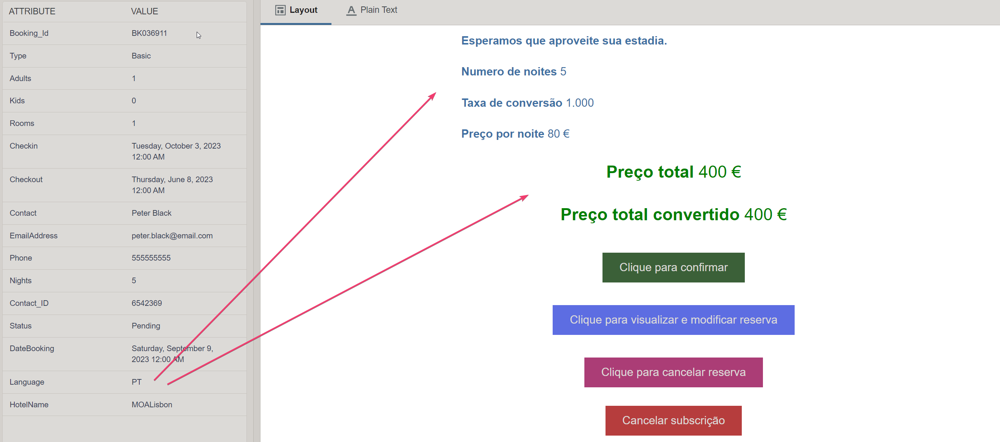 ATTRIBUTE VALUE
Booking_Id BK036911
Type Basic
Adults 1
Kids 0
Rooms 1
Checkin Tuesday, October 3, 2023
12:00 AM
Checkout Thursday, June 8, 2023
12:00 AM
Contact Peter Black
EmailAddress peter.black@email.com
Phone 555555555
Nights 5
Contact_ID 6542369
Status Pending
DateBooking Saturday, September 9,
2023 12:00 AM
Language PT
HotelName MOALisbon
Layout Plain Text
Esperamos que aproveite sua estadia.
Numero de noites 5
Taxa de conversão 1.000
Preço por noite 80 €
Preço total 400 €
Preço total convertido 400 €
Clique para confirmar
Clique para visualizar e modificar reserva
Clique para cancelar reserva
Cancelar subscrição